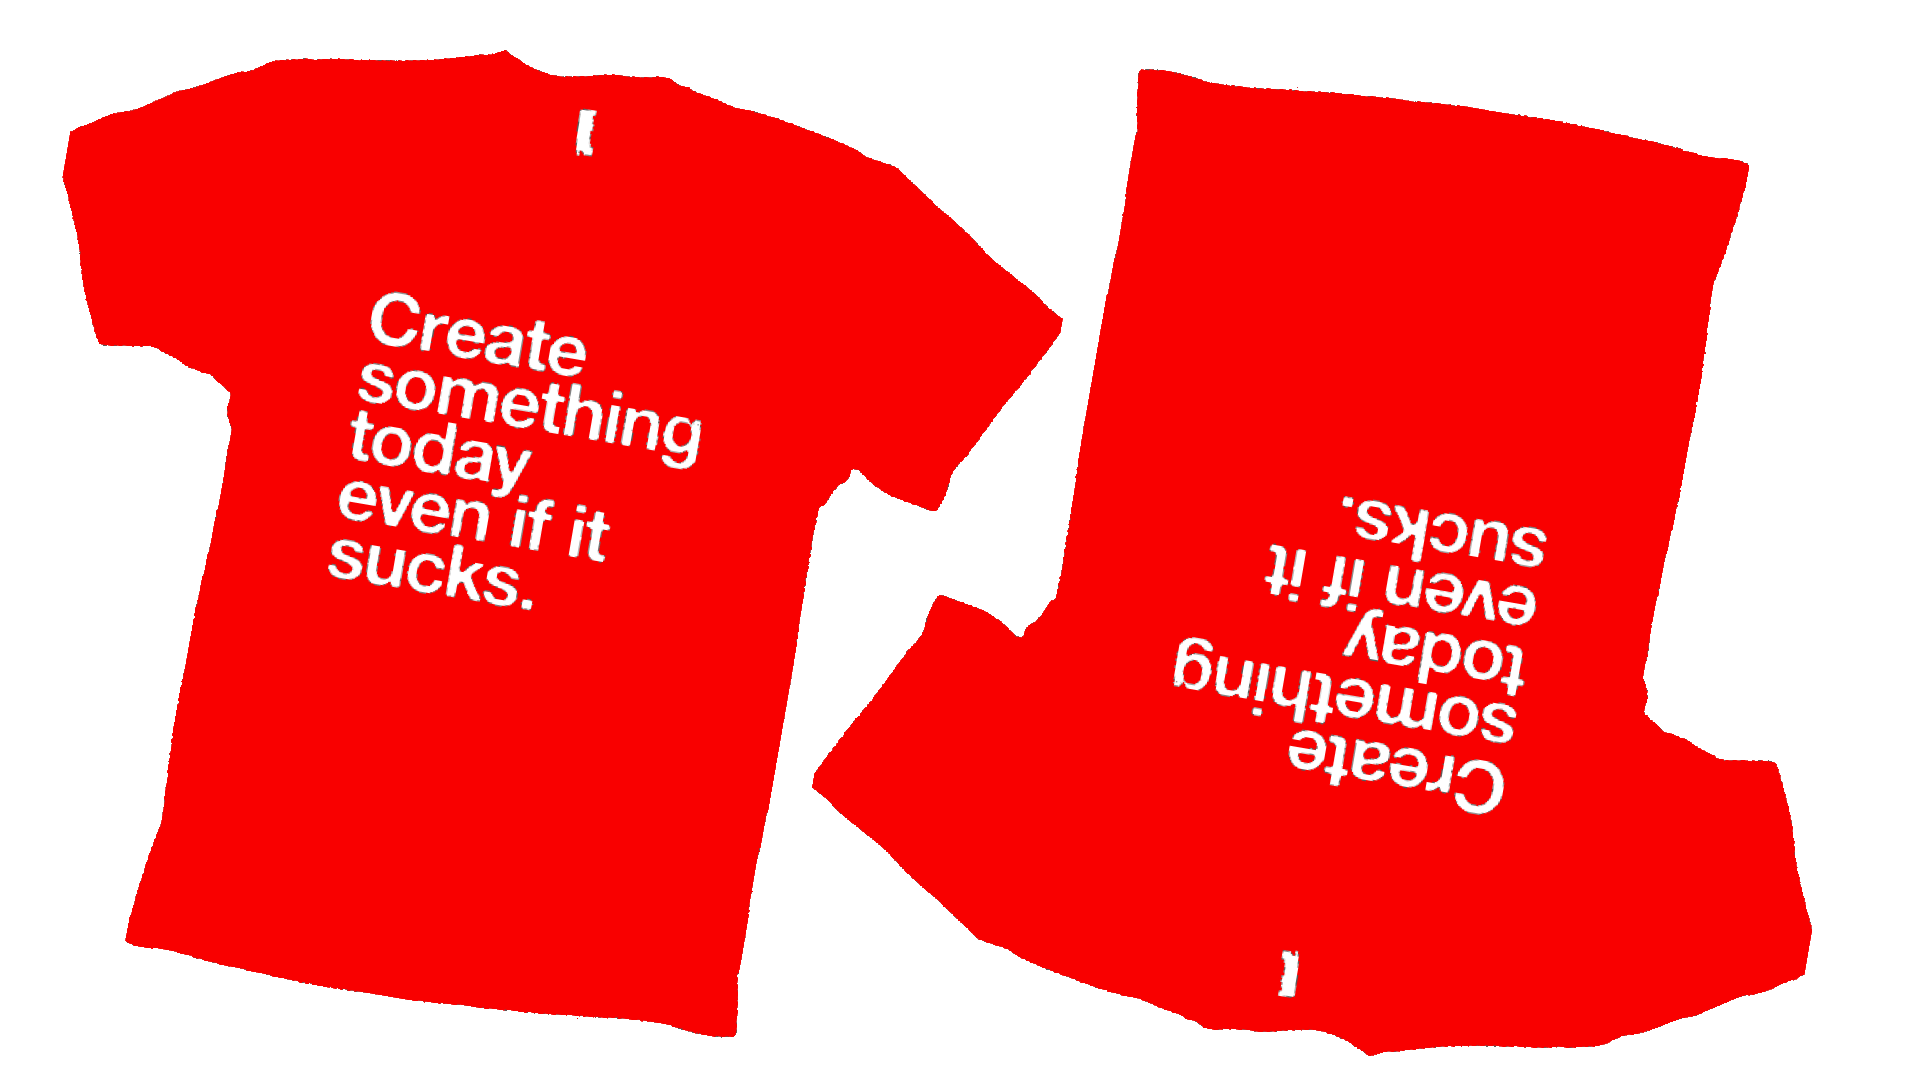 Create
something
today
even if it
sucks.
Create
something
today
even if it
sucks.